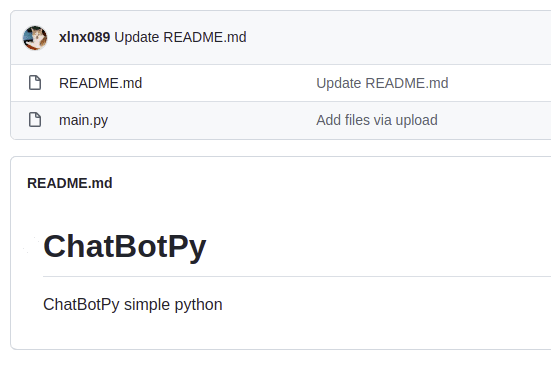 xlnx089 Update README.md
README.md Update README.md
main.py Add files via upload
README.md
ChatBotPy
ChatBotPy simple python